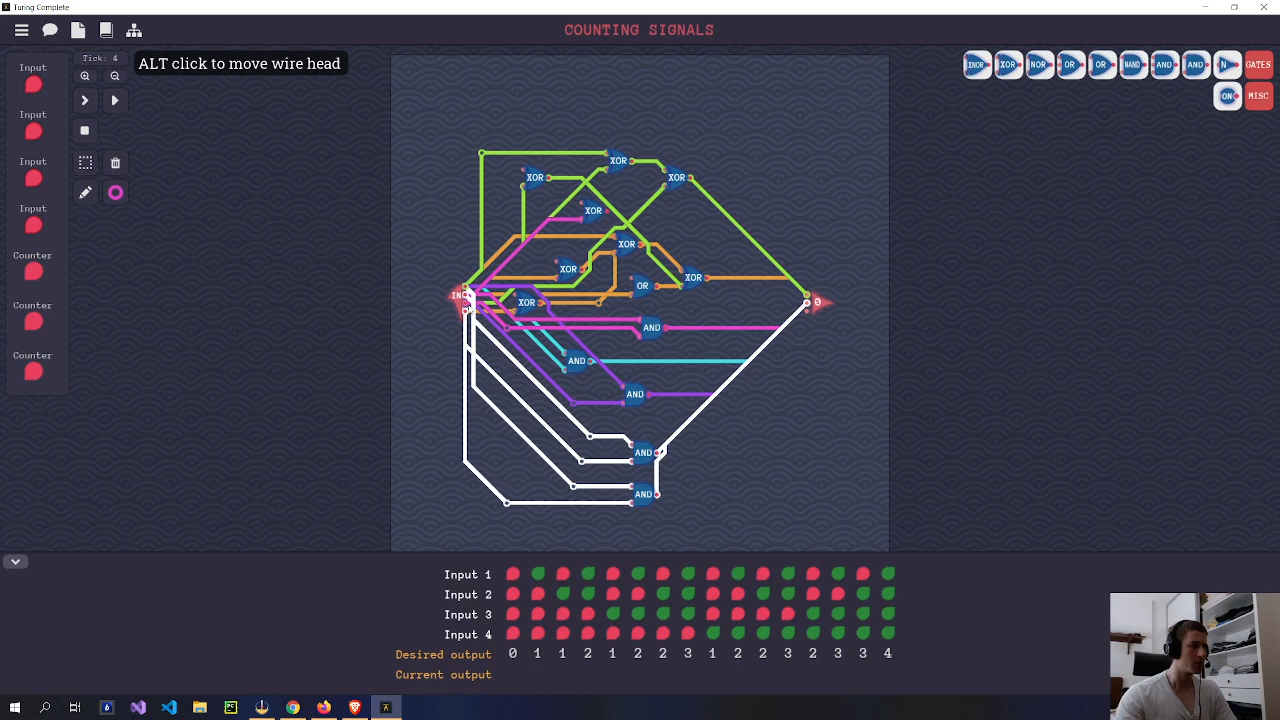 Turing Complete
COUNTING SIGNALS
Tick: 4
ALT click to move wire head
Input
Input
Input
Input
Counter
Counter
Counter
NOR XOR NOR OR OR NAND AND AND N GATES
ON MISC
XOR
XOR
XOR
XOR
XOR
XOR
XOR
OR
IN
XOR
0
AND
AND
AND
AND
AND
Input 1
Input 2
Input 3
Input 4
Desired output 0 1 1 2 1 2 2 3 1 2 2 3 2 3 3 4
Current output